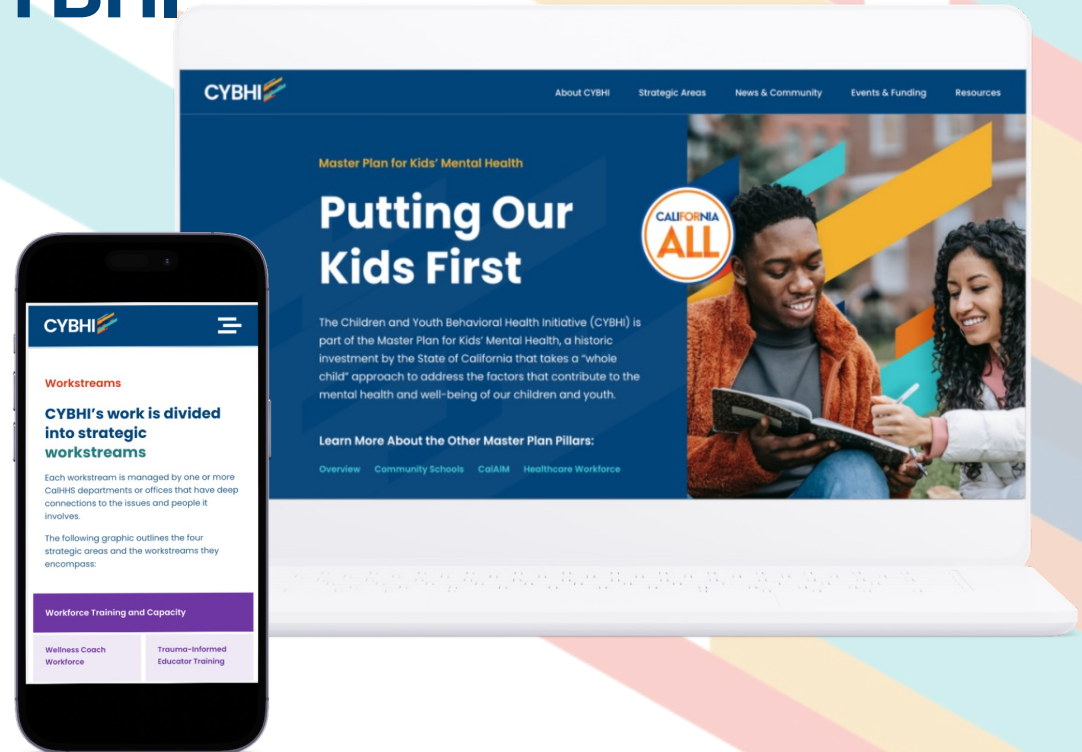 CYBHI
About CYBHI
Strategic Areas
News & Community
Events & Funding
Resources
Master Plan for Kids' Mental Health
Putting Our
Kids First
CALIFORNIA
ALL
The Children and Youth Behavioral Health Initiative (CYBHI) is
part of the Master Plan for Kids' Mental Health, a historic
investment by the State of California that takes a "whole
child" approach to address the factors that contribute to the
mental health and well-being of our children and youth.
Learn More About the Other Master Plan Pillars:
Overview
Community Schools
CalAIM
Healthcare Workforce
CYBHI
Workstreams
CYBHI's work is divided
into strategic
workstreams
Each workstream is managed by one or more
CalHHS departments or offices that have deep
connections to the issues and people it
involves.
The following graphic outlines the four
strategic areas and the workstreams they
encompass:
Workforce Training and Capacity
Wellness Coach
Workforce
Trauma-Informed
Educator Training